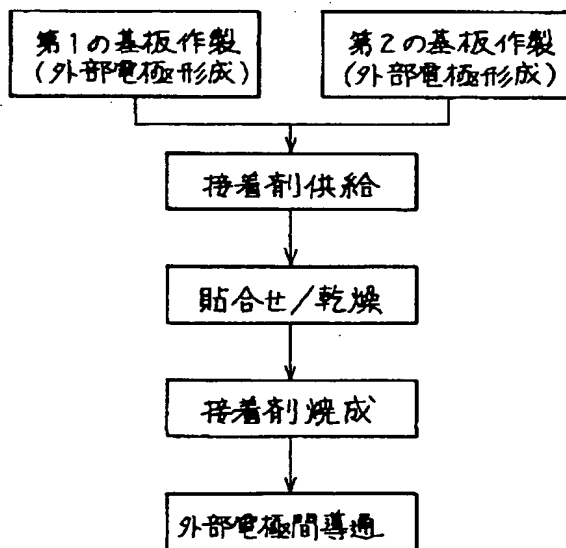 第1の基板作製
(外部電極形成)
第2の基板作製
(外部電極形成)
接着剤供給
貼合せ/乾燥
接着剤焼成
外部電極間導通